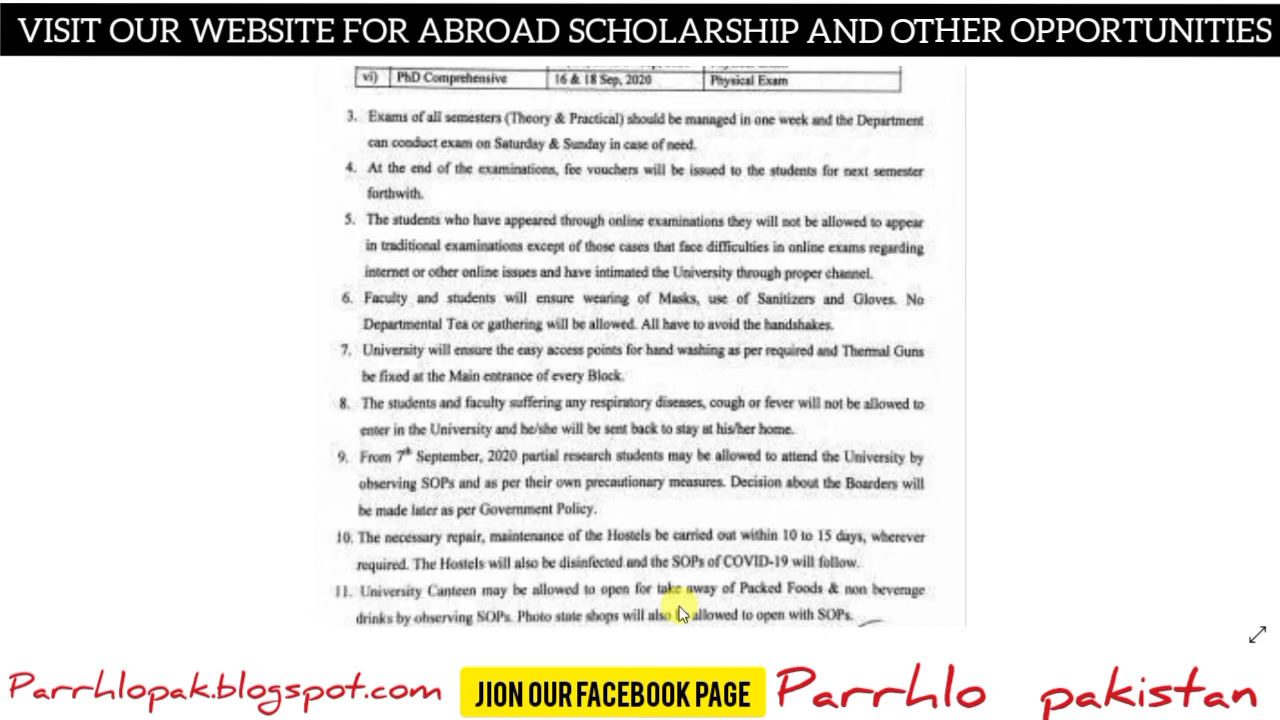 VISIT OUR WEBSITE FOR ABROAD SCHOLARSHIP AND OTHER OPPORTUNITIES
vi) PhD Comprehensive 16 & 18 Sep, 2020 Physical Exam
3. Exams of all semesters (Theory & Practical) should be managed in one week and the Department
can conduct exam on Saturday & Sunday in case of need.
4. At the end of the examinations, fee vouchers will be issued to the students for next semester
forthwith.
5. The students who have appeared through online examinations they will not be allowed to appear
in traditional examinations except of those cases that face difficulties in online exams regarding
internet or other online issues and have intimated the University through proper channel.
6. Faculty and students will ensure wearing of Masks, use of Sanitizers and Gloves. No
Departmental Tea or gathering will be allowed. All have to avoid the handshakes.
7. University will ensure the easy access points for hand washing as per required and Thermal Guns
be fixed at the Main entrance of every Block.
8. The students and faculty suffering any respiratory diseases, cough or fever will not be allowed to
enter in the University and he/she will be sent back to stay at his/her home.
9. From 7th September, 2020 partial research students may be allowed to attend the University by
observing SOPs and as per their own precautionary measures. Decision about the Boarders will
be made later as per Government Policy.
10. The necessary repair, maintenance of the Hostels be carried out within 10 to 15 days, wherever
required. The Hostels will also be disinfected and the SOPs of COVID-19 will follow.
11. University Canteen may be allowed to open for take away of Packed Foods & non beverage
drinks by observing SOPs. Photo state shops will also allowed to open with SOPs.
Parrhlopak.blogspot.com JION OUR FACEBOOK PAGE Parrhlo pakistan